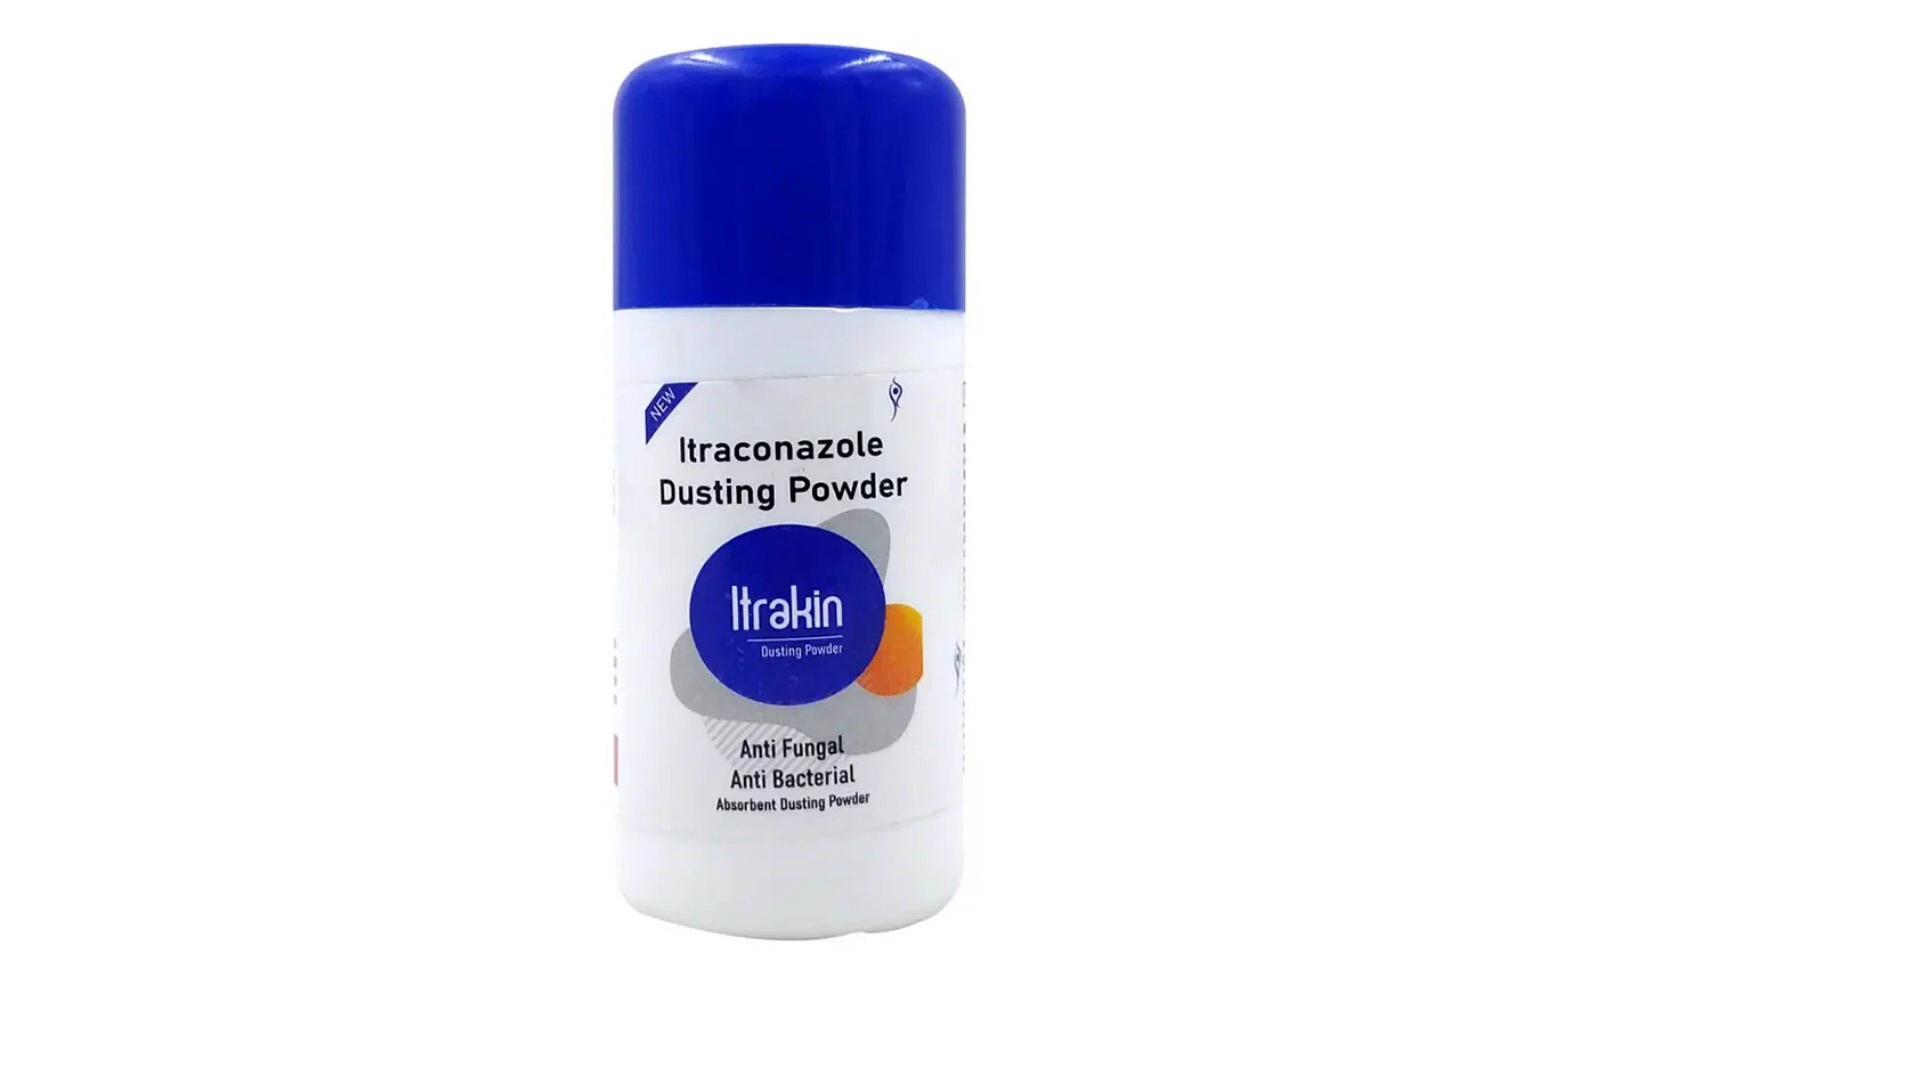 NEW
Itraconazole
Dusting Powder
Itrakin
Dusting Powder
Anti Fungal
Anti Bacterial
Absorbent Dusting Powder